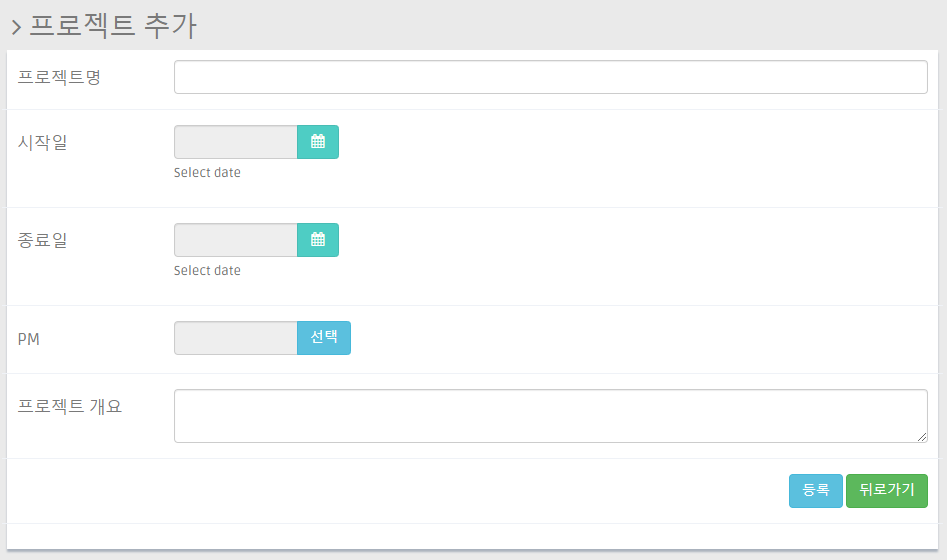 프로젝트 추가
프로젝트명
시작일
Select date
종료일
Select date
PM
선택
프로젝트 개요
등록 뒤로가기